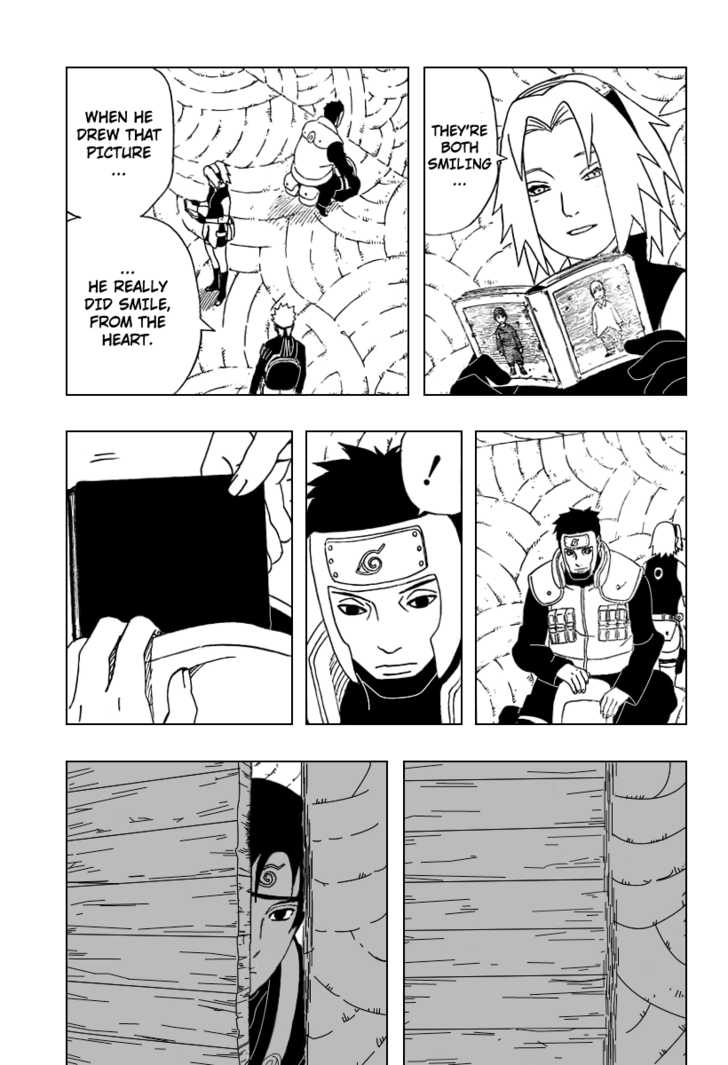 THEY'RE
BOTH
SMILING
...
WHEN HE
DREW THAT
PICTURE
...
...
HE REALLY
DID SMILE,
FROM THE
HEART.
!